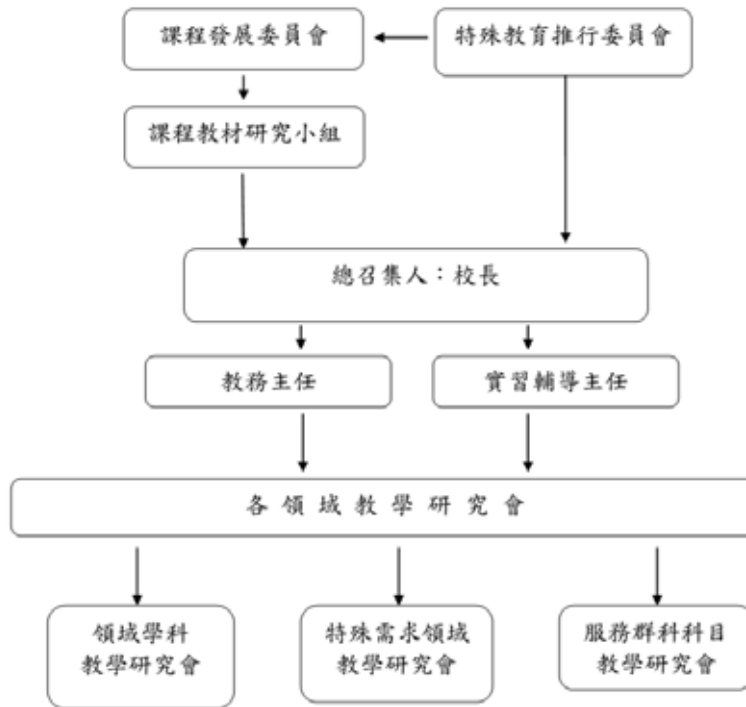 課程發展委員會
特殊教育推行委員會
課程教材研究小組
總召集人：校長
教務主任
實習輔導主任
各領域教學研究會
領域學科
教學研究會
特殊需求領域
教學研究會
服務群科科目
教學研究會